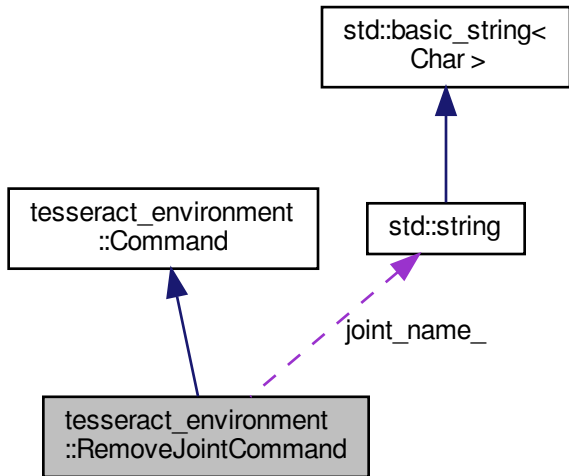 std::basic_string<
Char >
tesseract_environment
::Command
std::string
joint_name_
tesseract_environment
::RemoveJointCommand